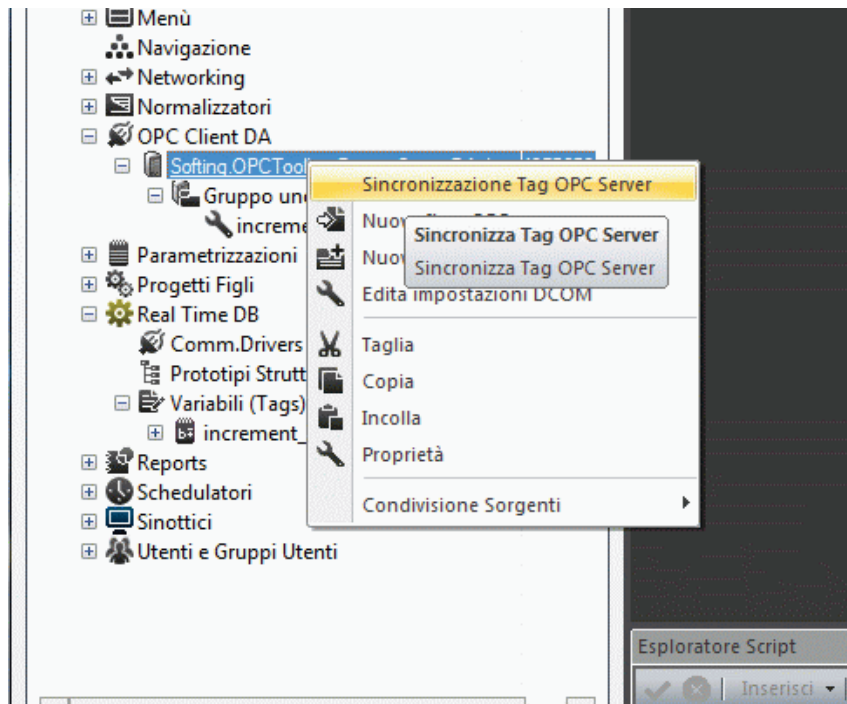 Menù
Navigazione
Networking
Normalizzatori
OPC Client DA
Softing.OPCTool
Gruppo un
increme
Parametrizzazioni
Progetti Figli
Real Time DB
Comm.Drivers
Prototipi Strutt
Variabili (Tags)
increment_
Reports
Schedulatori
Sinottici
Utenti e Gruppi Utenti
Sincronizzazione Tag OPC Server
Nuov
Sincronizza Tag OPC Server
Nuov
Sincronizza Tag OPC Server
Edita impostazioni DCOM
Taglia
Copia
Incolla
Proprietà
Condivisione Sorgenti
Esploratore Script
Inserisci